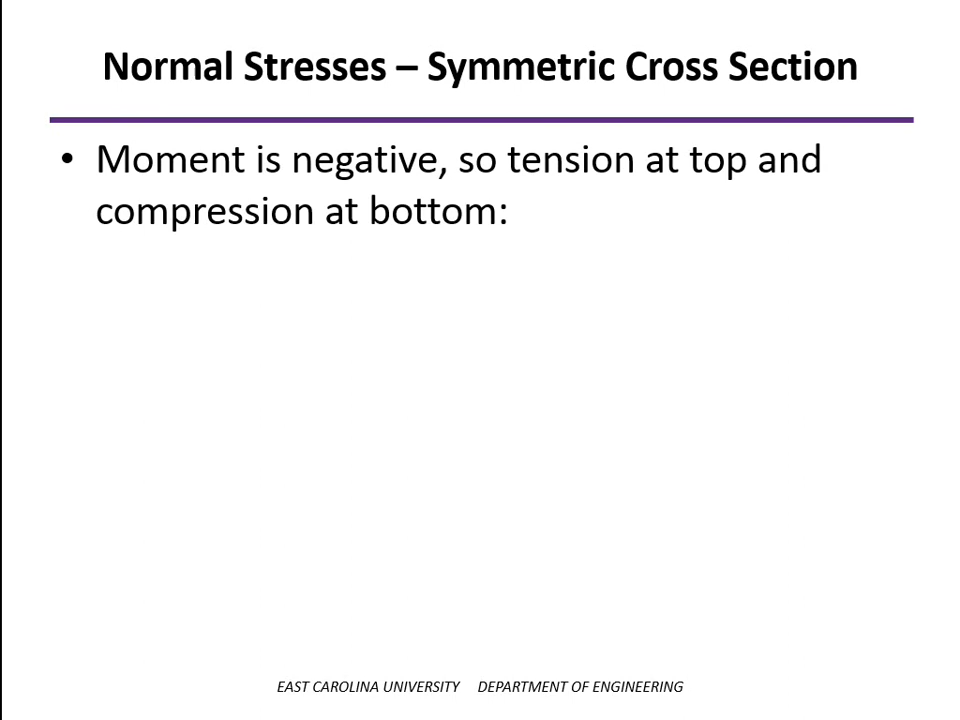 Normal Stresses – Symmetric Cross Section
• Moment is negative, so tension at top and
compression at bottom:
EAST CAROLINA UNIVERSITY DEPARTMENT OF ENGINEERING